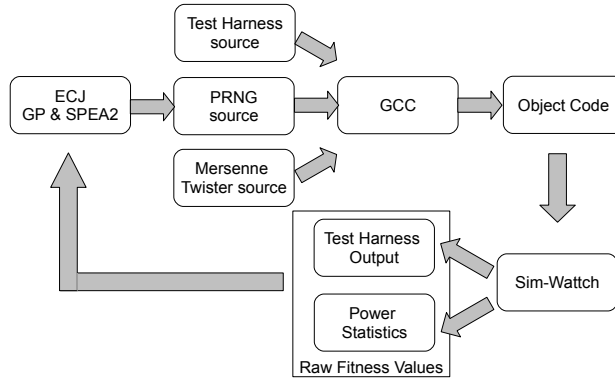 Test Harness
source
ECJ
GP & SPEA2
PRNG
source
GCC
Object Code
Mersenne
Twister source
Test Harness
Output
Sim-Wattch
Power
Statistics
Raw Fitness Values